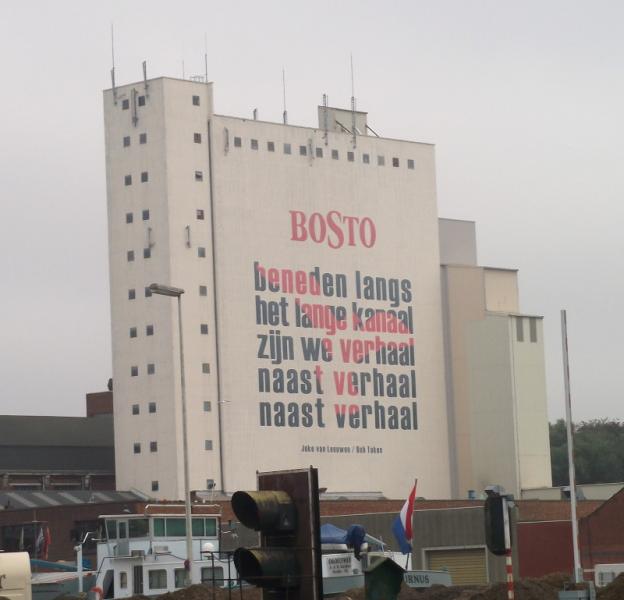 BOSTO
beneden langs
het lange kanaal
zijn we verhaal
naast verhaal
naast verhaal
Joke van Leeuwen / Bob Takes